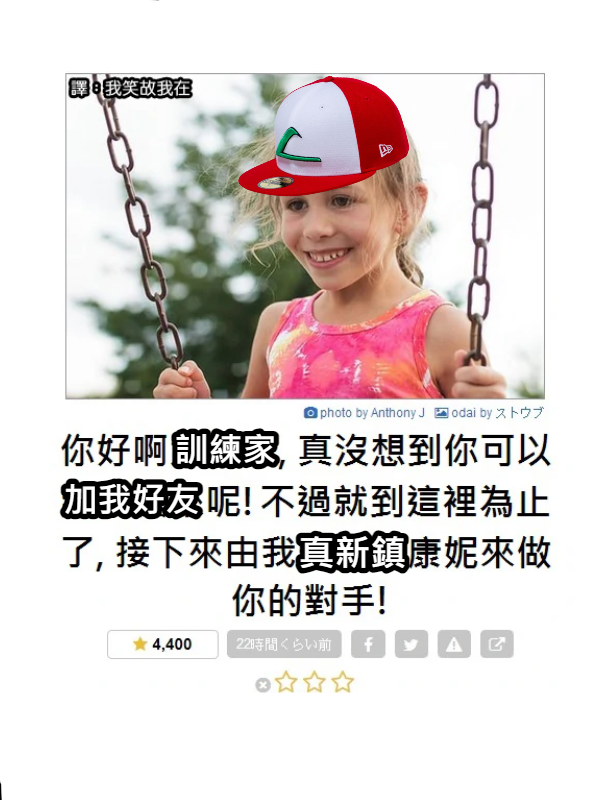 譯：我笑故我在
photo by Anthony J odai by ストウブ
你好啊訓練家, 真沒想到你可以
加我好友呢! 不過就到這裡為止
了, 接下來由我真新鎮康妮來做
你的對手!
4,400 22時間くらい前